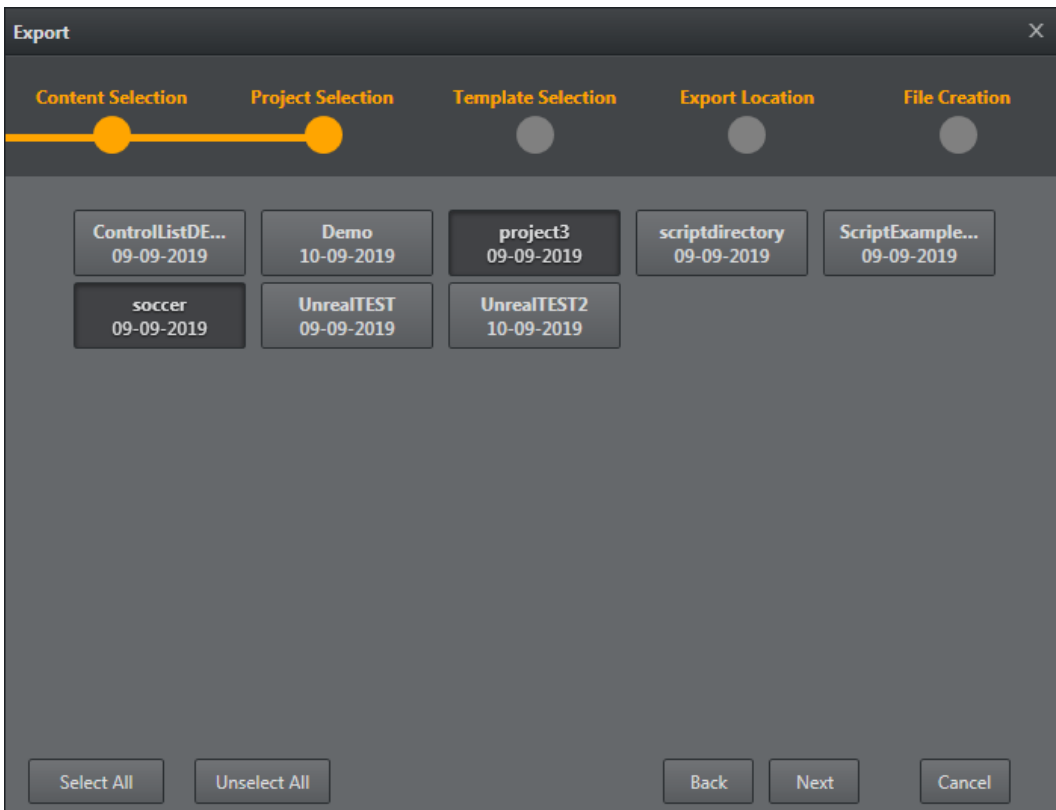 Export
Content Selection Project Selection Template Selection Export Location File Creation
ControlListDE... Demo project3 scriptdirectory ScriptExample...
09-09-2019 10-09-2019 09-09-2019 09-09-2019 09-09-2019
soccer UnrealTEST UnrealTEST2
09-09-2019 09-09-2019 10-09-2019
Select All Unselect All Back Next Cancel